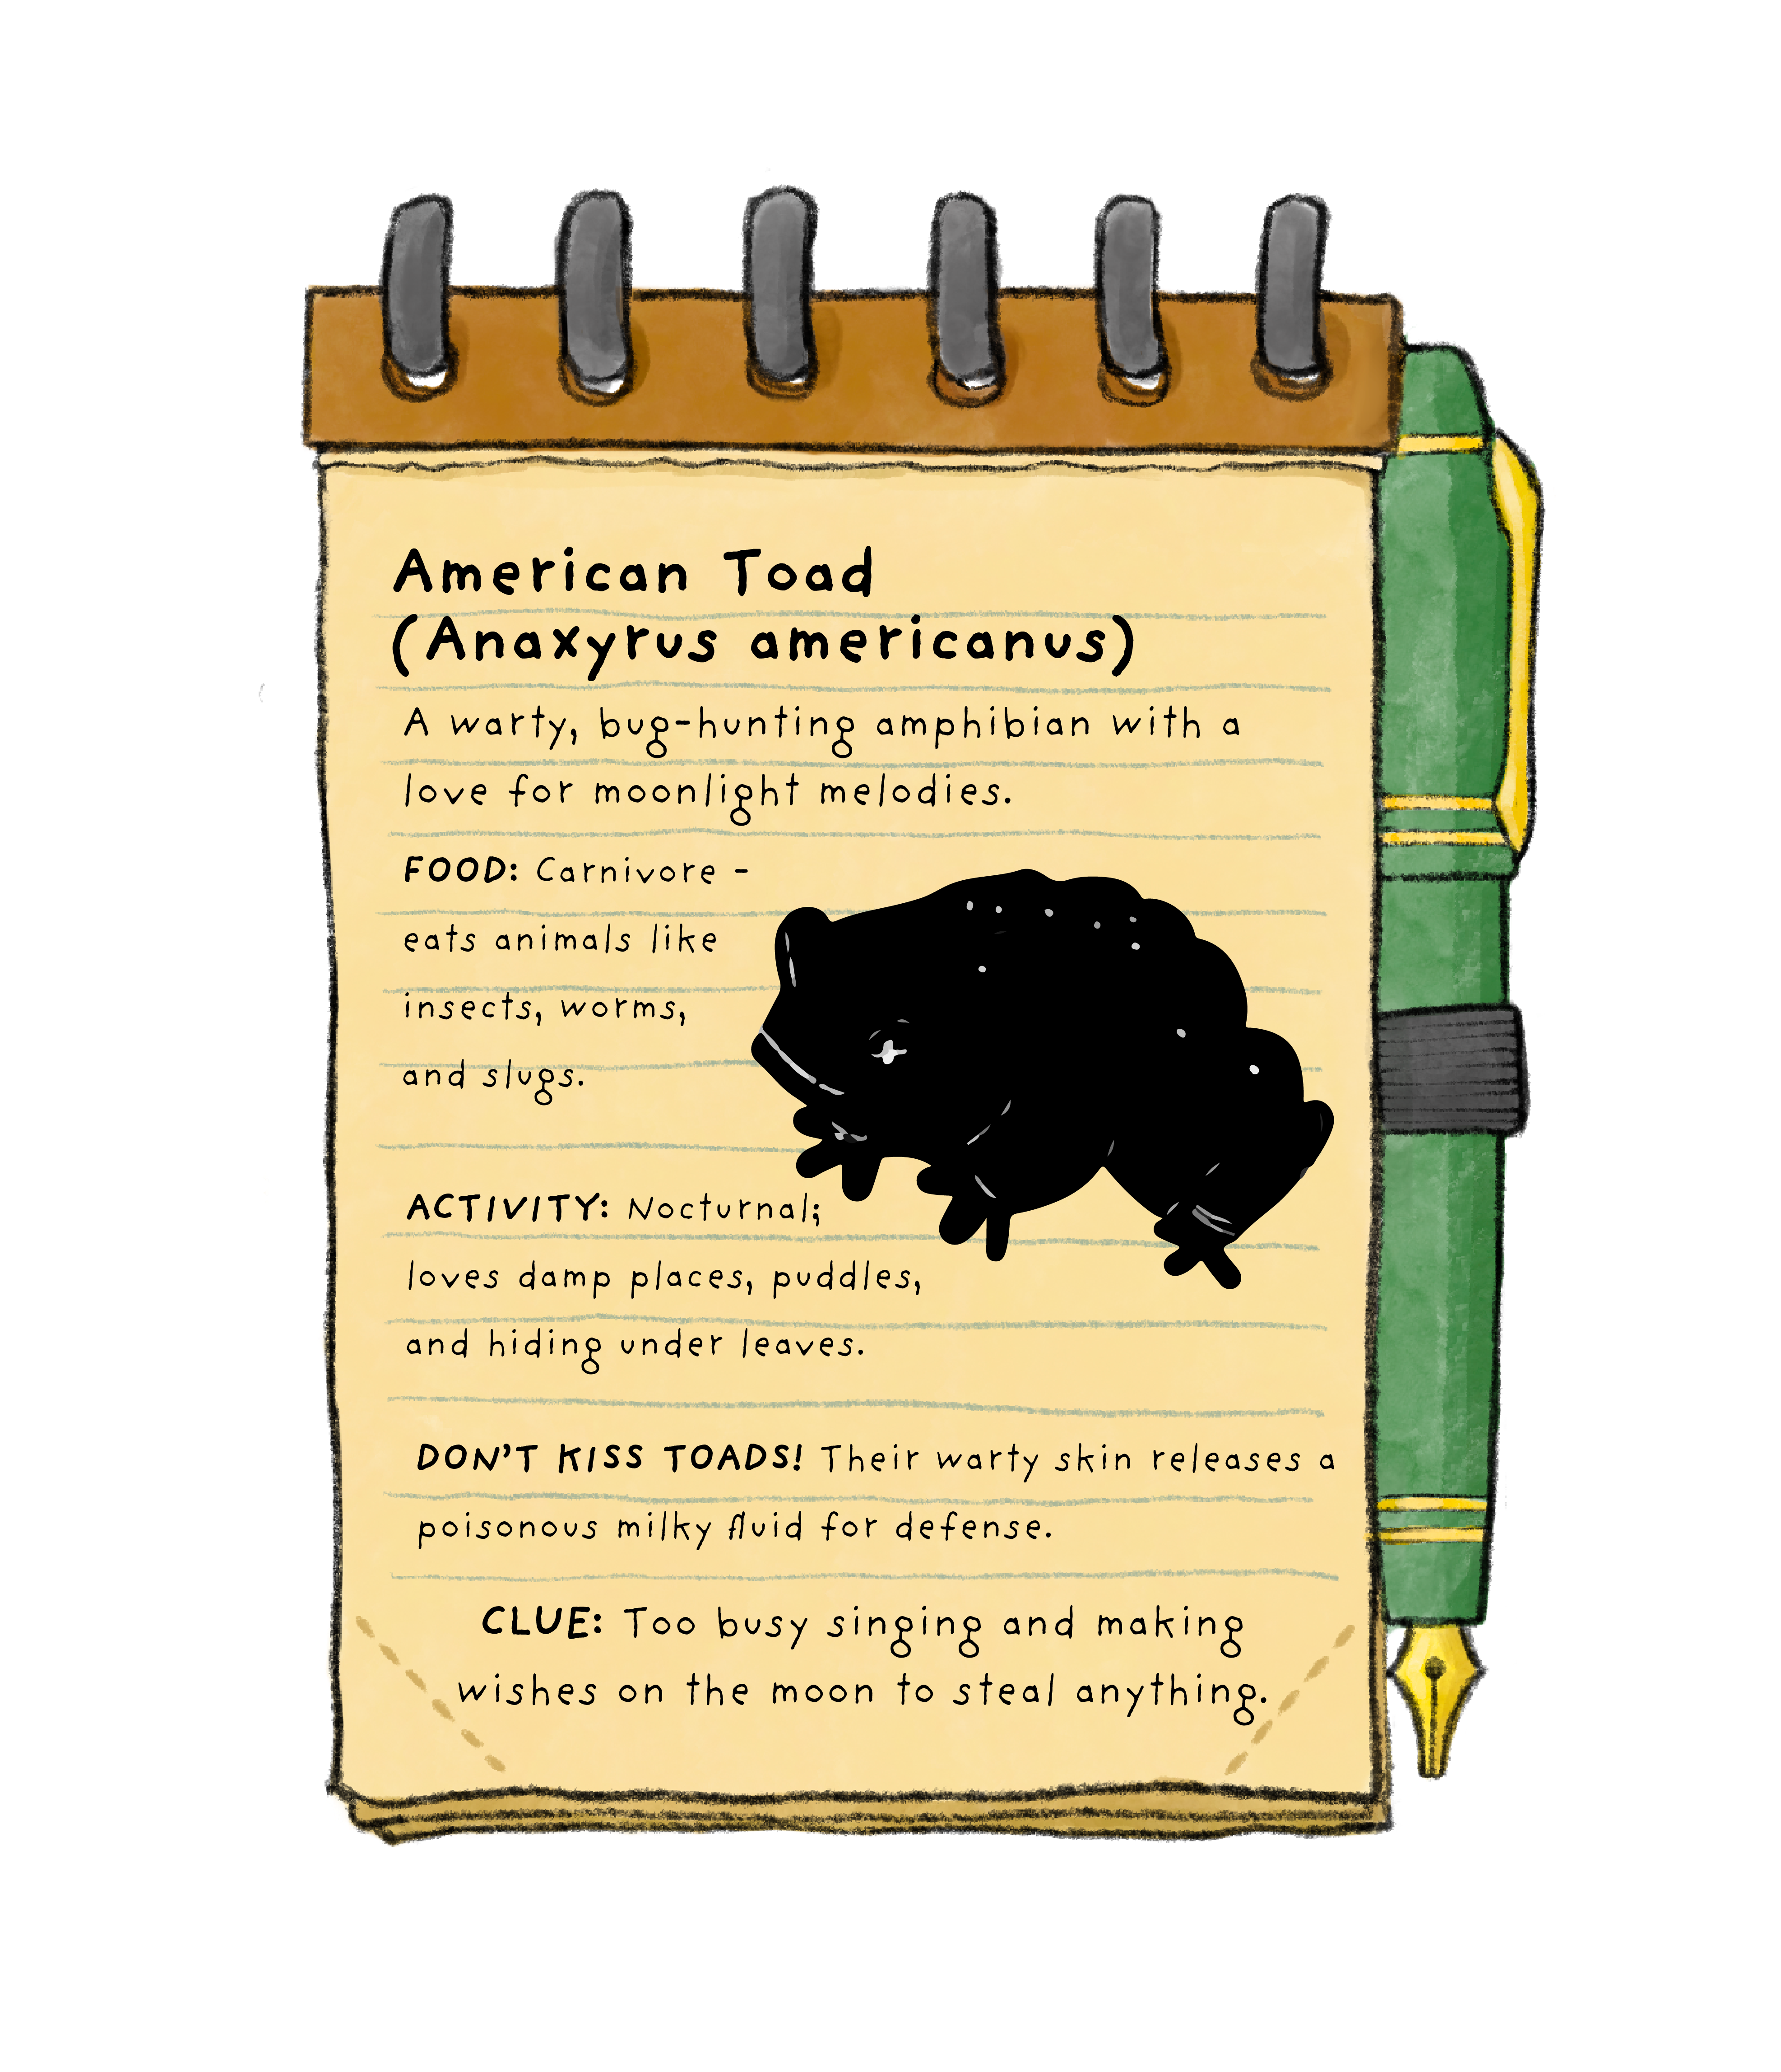 American Toad
(Anaxyrus americanus)
A warty, bug-hunting amphibian with a
love for moonlight melodies.
FOOD: Carnivore -
eats animals like
insects, worms,
and slugs.
ACTIVITY: Nocturnal;
loves damp places, puddles,
and hiding under leaves.
DON'T KISS TOADS! Their warty skin releases a
poisonous milky fluid for defense.
CLUE: Too busy singing and making
wishes on the moon to steal anything.